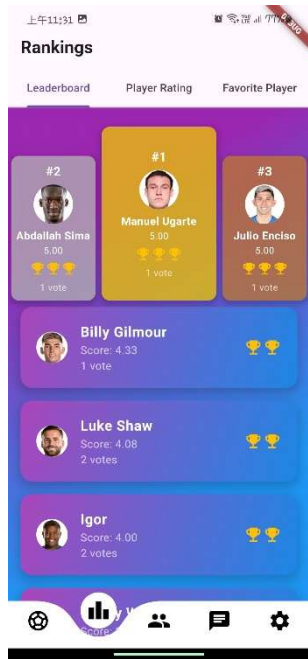 上午11:31
DEBUG
Rankings
Leaderboard Player Rating Favorite Player
#2
Abdallah Sima
5.00
1 vote
#1
Manuel Ugarte
5.00
1 vote
#3
Julio Enciso
5.00
1 vote
Billy Gilmour
Score: 4.33
1 vote
Luke Shaw
Score: 4.08
2 votes
Igor
Score: 4.00
2 votes
Score: